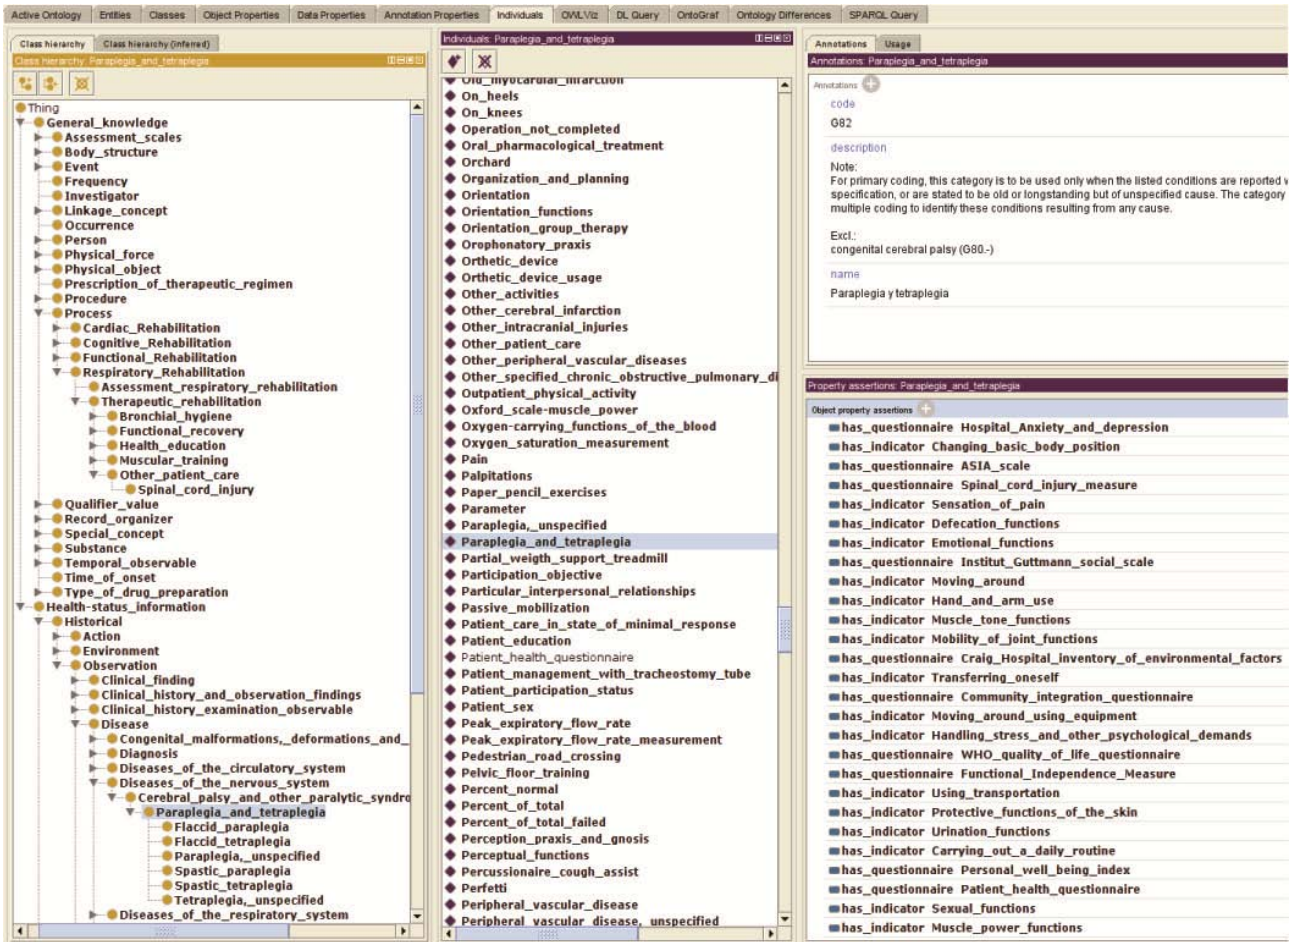 Active Ontology Entities Classes Object Properties Data Properties Annotation Properties Individuals OWLViz DL Query OntoGraf Ontology Differences SPARQL Query
Class hierarchy Class hierarchy (inferred)
Class hierarchy: Paraplegia_and_tetraplegia
Thing
General_knowledge
Assessment_scales
Body_structure
Event
Frequency
Investigator
Linkage_concept
Occurrence
Person
Physical_force
Physical_object
Prescription_of_therapeutic_regimen
Procedure
Process
Cardiac_Rehabilitation
Cognitive_Rehabilitation
Functional_Rehabilitation
Respiratory_Rehabilitation
Assessment_respiratory_rehabilitation
Therapeutic_rehabilitation
Bronchial_hygiene
Functional_recovery
Health_education
Muscular_training
Other_patient_care
Spinal_cord_injury
Qualifier_value
Record_organizer
Special_concept
Substance
Temporal_observable
Time_of_onset
Type_of_drug_preparation
Health-status_information
Historical
Action
Environment
Observation
Clinical_finding
Clinical_history_and_observation_findings
Clinical_history_examination_observable
Disease
Congenital_malformations,_deformations_and_
Diagnosis
Diseases_of_the_circulatory_system
Diseases_of_the_nervous_system
Cerebral_palsy_and_other_paralytic_syndro
Paraplegia_and_tetraplegia
Flaccid_paraplegia
Flaccid_tetraplegia
Paraplegia,_unspecified
Spastic_paraplegia
Spastic_tetraplegia
Tetraplegia,_unspecified
Diseases_of_the_respiratory_system
Individuals: Paraplegia_and_tetraplegia
Old_myocardial_infarction
On_heels
On_knees
Operation_not_completed
Oral_pharmacological_treatment
Orchard
Organization_and_planning
Orientation
Orientation_functions
Orientation_group_therapy
Orophonatory_praxis
Orthetic_device
Orthetic_device_usage
Other_activities
Other_cerebral_infarction
Other_intracranial_injuries
Other_patient_care
Other_peripheral_vascular_diseases
Other_specified_chronic_obstructive_pulmonary_di
Outpatient_physical_activity
Oxford_scale-muscle_power
Oxygen-carrying_functions_of_the_blood
Oxygen_saturation_measurement
Pain
Palpitations
Paper_pencil_exercises
Parameter
Paraplegia,_unspecified
Paraplegia_and_tetraplegia
Partial_weigth_support_treadmill
Participation_objective
Particular_interpersonal_relationships
Passive_mobilization
Patient_care_in_state_of_minimal_response
Patient_education
Patient_health_questionnaire
Patient_management_with_tracheostomy_tube
Patient_participation_status
Patient_sex
Peak_expiratory_flow_rate
Peak_expiratory_flow_rate_measurement
Pedestrian_road_crossing
Pelvic_floor_training
Percent_normal
Percent_of_total
Percent_of_total_failed
Perception_praxis_and_gnosis
Perceptual_functions
Percussionaire_cough_assist
Perfetti
Peripheral_vascular_disease
Peripheral_vascular_disease,_unspecified
Annotations Usage
Annotations: Paraplegia_and_tetraplegia
Annotations
code
G82
description
Note:
For primary coding, this category is to be used only when the listed conditions are reported
specification, or are stated to be old or longstanding but of unspecified cause. The category
multiple coding to identify these conditions resulting from any cause.
Excl.:
congenital cerebral palsy (G80.-)
name
Paraplegia y tetraplegia
Property assertions: Paraplegia_and_tetraplegia
Object property assertions
has_questionnaire Hospital_Anxiety_and_depression
has_indicator Changing_basic_body_position
has_questionnaire ASIA_scale
has_questionnaire Spinal_cord_injury_measure
has_indicator Sensation_of_pain
has_indicator Defecation_functions
has_indicator Emotional_functions
has_questionnaire Institut_Guttmann_social_scale
has_indicator Moving_around
has_indicator Hand_and_arm_use
has_indicator Muscle_tone_functions
has_indicator Mobility_of_joint_functions
has_questionnaire Craig_Hospital_inventory_of_environmental_factors
has_indicator Transferring_oneself
has_questionnaire Community_integration_questionnaire
has_indicator Moving_around_using_equipment
has_indicator Handling_stress_and_other_psychological_demands
has_questionnaire WHO_quality_of_life_questionnaire
has_questionnaire Functional_Independence_Measure
has_indicator Using_transportation
has_indicator Protective_functions_of_the_skin
has_indicator Urination_functions
has_indicator Carrying_out_a_daily_routine
has_questionnaire Personal_well_being_index
has_questionnaire Patient_health_questionnaire
has_indicator Sexual_functions
has_indicator Muscle_power_functions